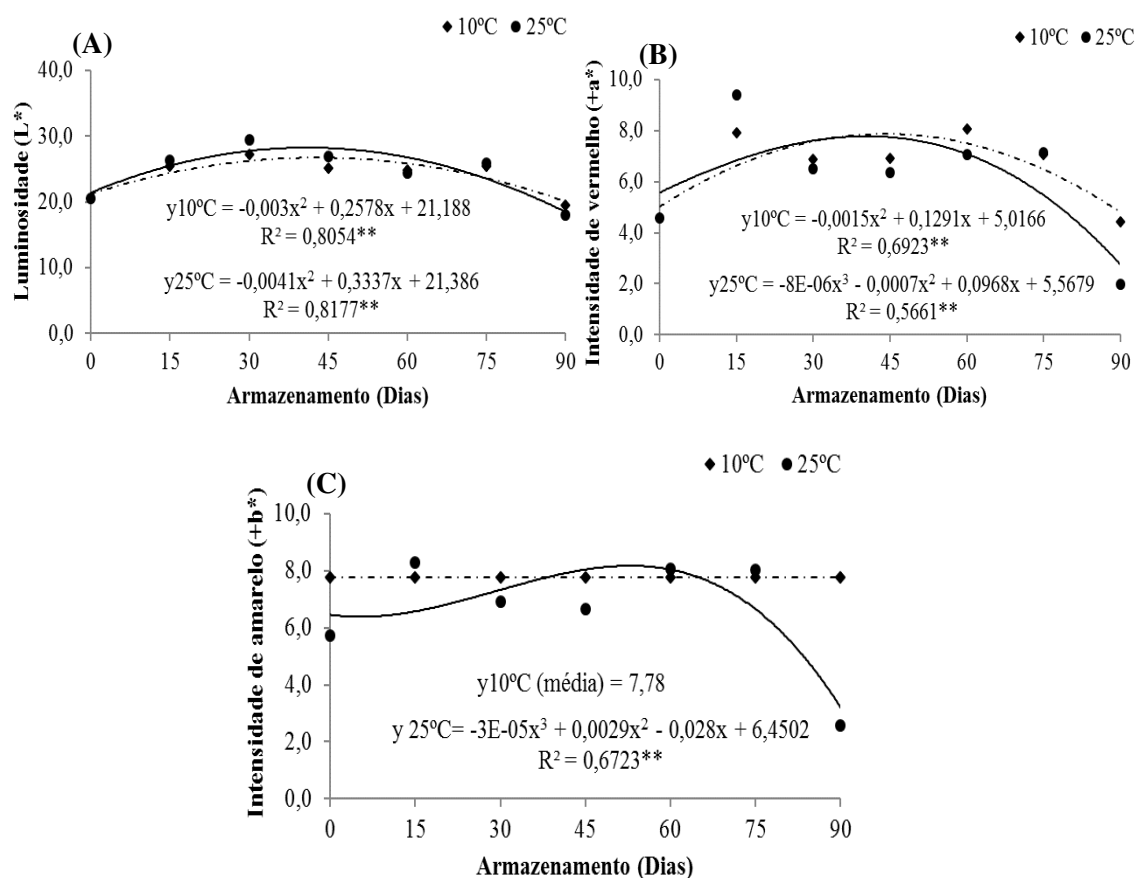 (A)
◆ 10ºC ● 25ºC
40,0
30,0
20,0
10,0
0,0
Luminosidade (L*)
y10ºC = -0,003x² + 0,2578x + 21,188
R² = 0,8054**
y25ºC = -0,0041x² + 0,3337x + 21,386
R² = 0,8177**
0 15 30 45 60 75 90
Armazenamento (Dias)
(B)
◆ 10ºC ● 25ºC
10,0
8,0
6,0
4,0
2,0
0,0
Intensidade de vermelho (+a*)
y10ºC = -0,0015x² + 0,1291x + 5,0166
R² = 0,6923**
y25ºC = -8E-06x³ - 0,0007x² + 0,0968x + 5,5679
R² = 0,5661**
0 15 30 45 60 75 90
Armazenamento (Dias)
(C)
◆ 10ºC ● 25ºC
10,0
8,0
6,0
4,0
2,0
0,0
Intensidade de amarelo (+b*)
y10ºC (média) = 7,78
y 25ºC= -3E-05x³ + 0,0029x² - 0,028x + 6,4502
R² = 0,6723**
0 15 30 45 60 75 90
Armazenamento (Dias)